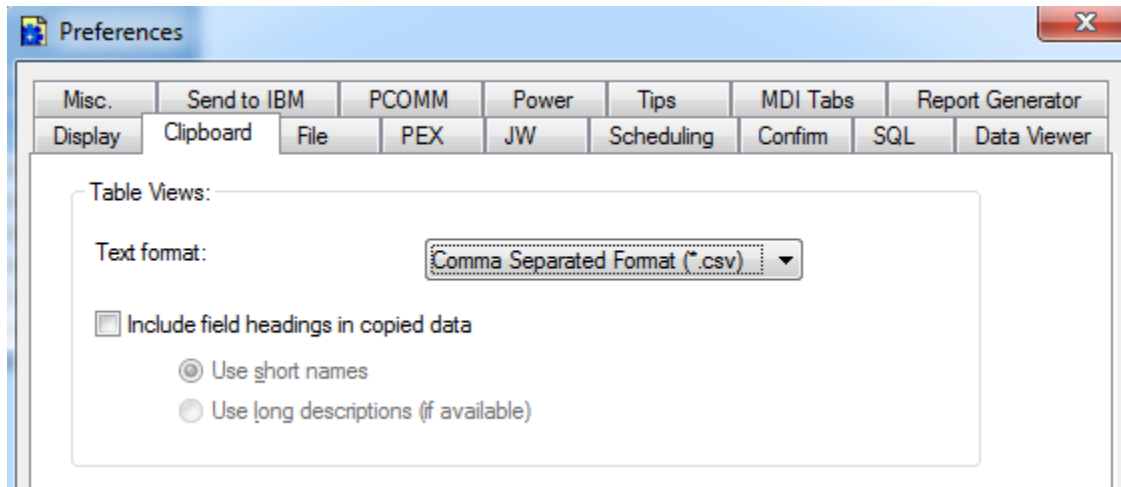 Preferences
Misc. Send to IBM PCOMM Power Tips MDI Tabs Report Generator
Display Clipboard File PEX JW Scheduling Confirm SQL Data Viewer
Table Views:
Text format: Comma Separated Format (*.csv)
Include field headings in copied data
Use short names
Use long descriptions (if available)